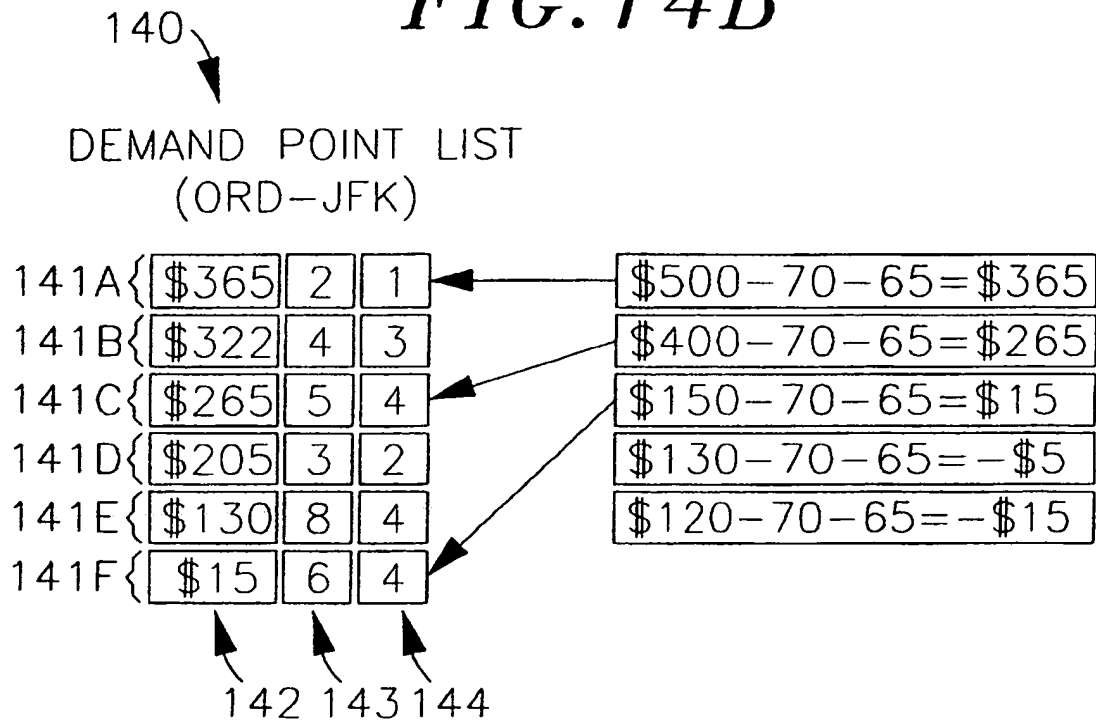 FIG. 14B
140
DEMAND POINT LIST
(ORD-JFK)
141A{ $365 2 1 $500-70-65=$365
141B{ $322 4 3 $400-70-65=$265
141C{ $265 5 4 $150-70-65=$15
141D{ $205 3 2 $130-70-65=-$5
141E{ $130 8 4 $120-70-65=-$15
141F{ $15 6 4
142 143 144